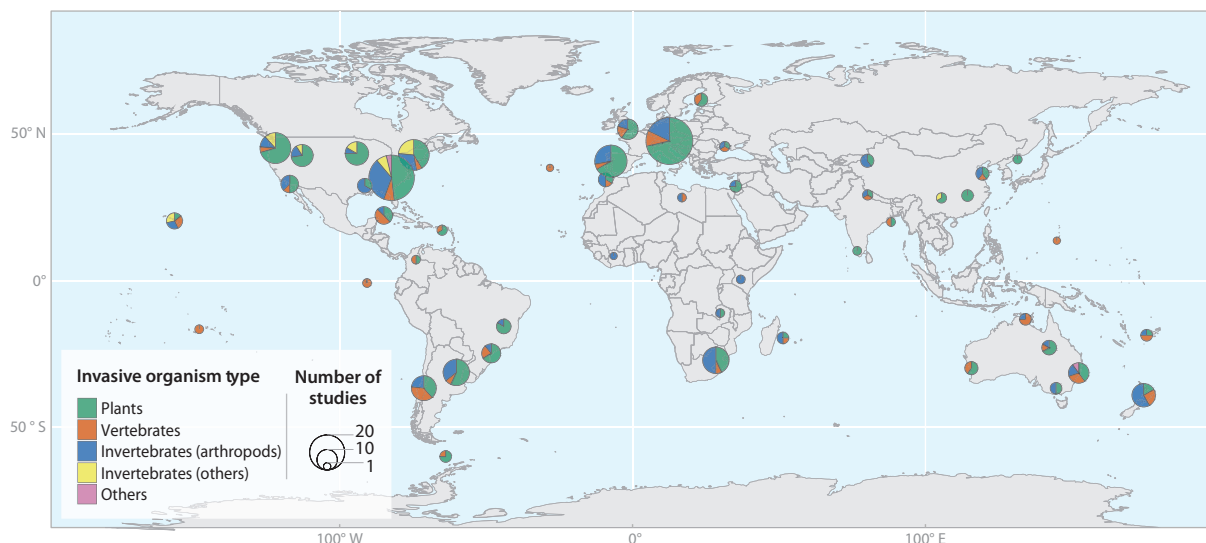 50° N
0°
50° S
Invasive organism type
Plants
Vertebrates
Invertebrates (arthropods)
Invertebrates (others)
Others
Number of
studies
20
10
1
100° W
0°
100° E